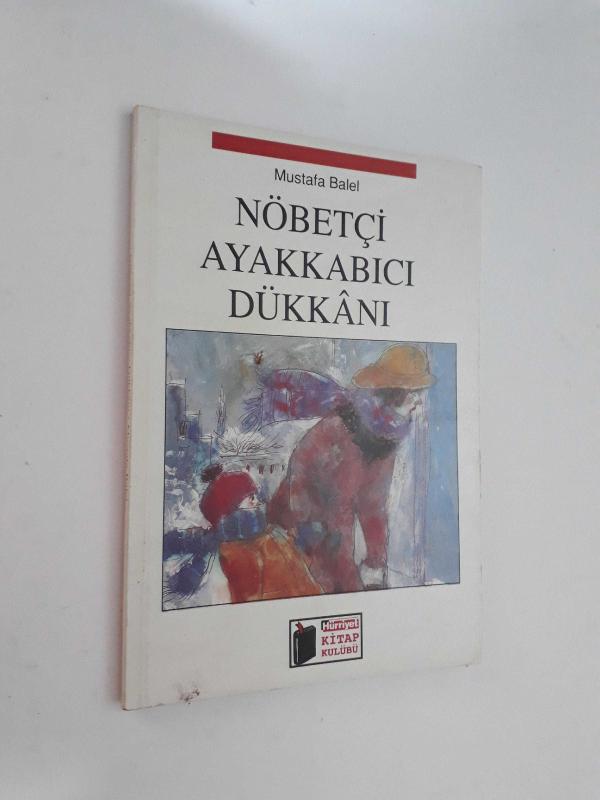 Mustafa Balel
NÖBETÇİ
AYAKKABICI
DÜKKÂNI
Hürriyet
KİTAP
KULÜBÜ